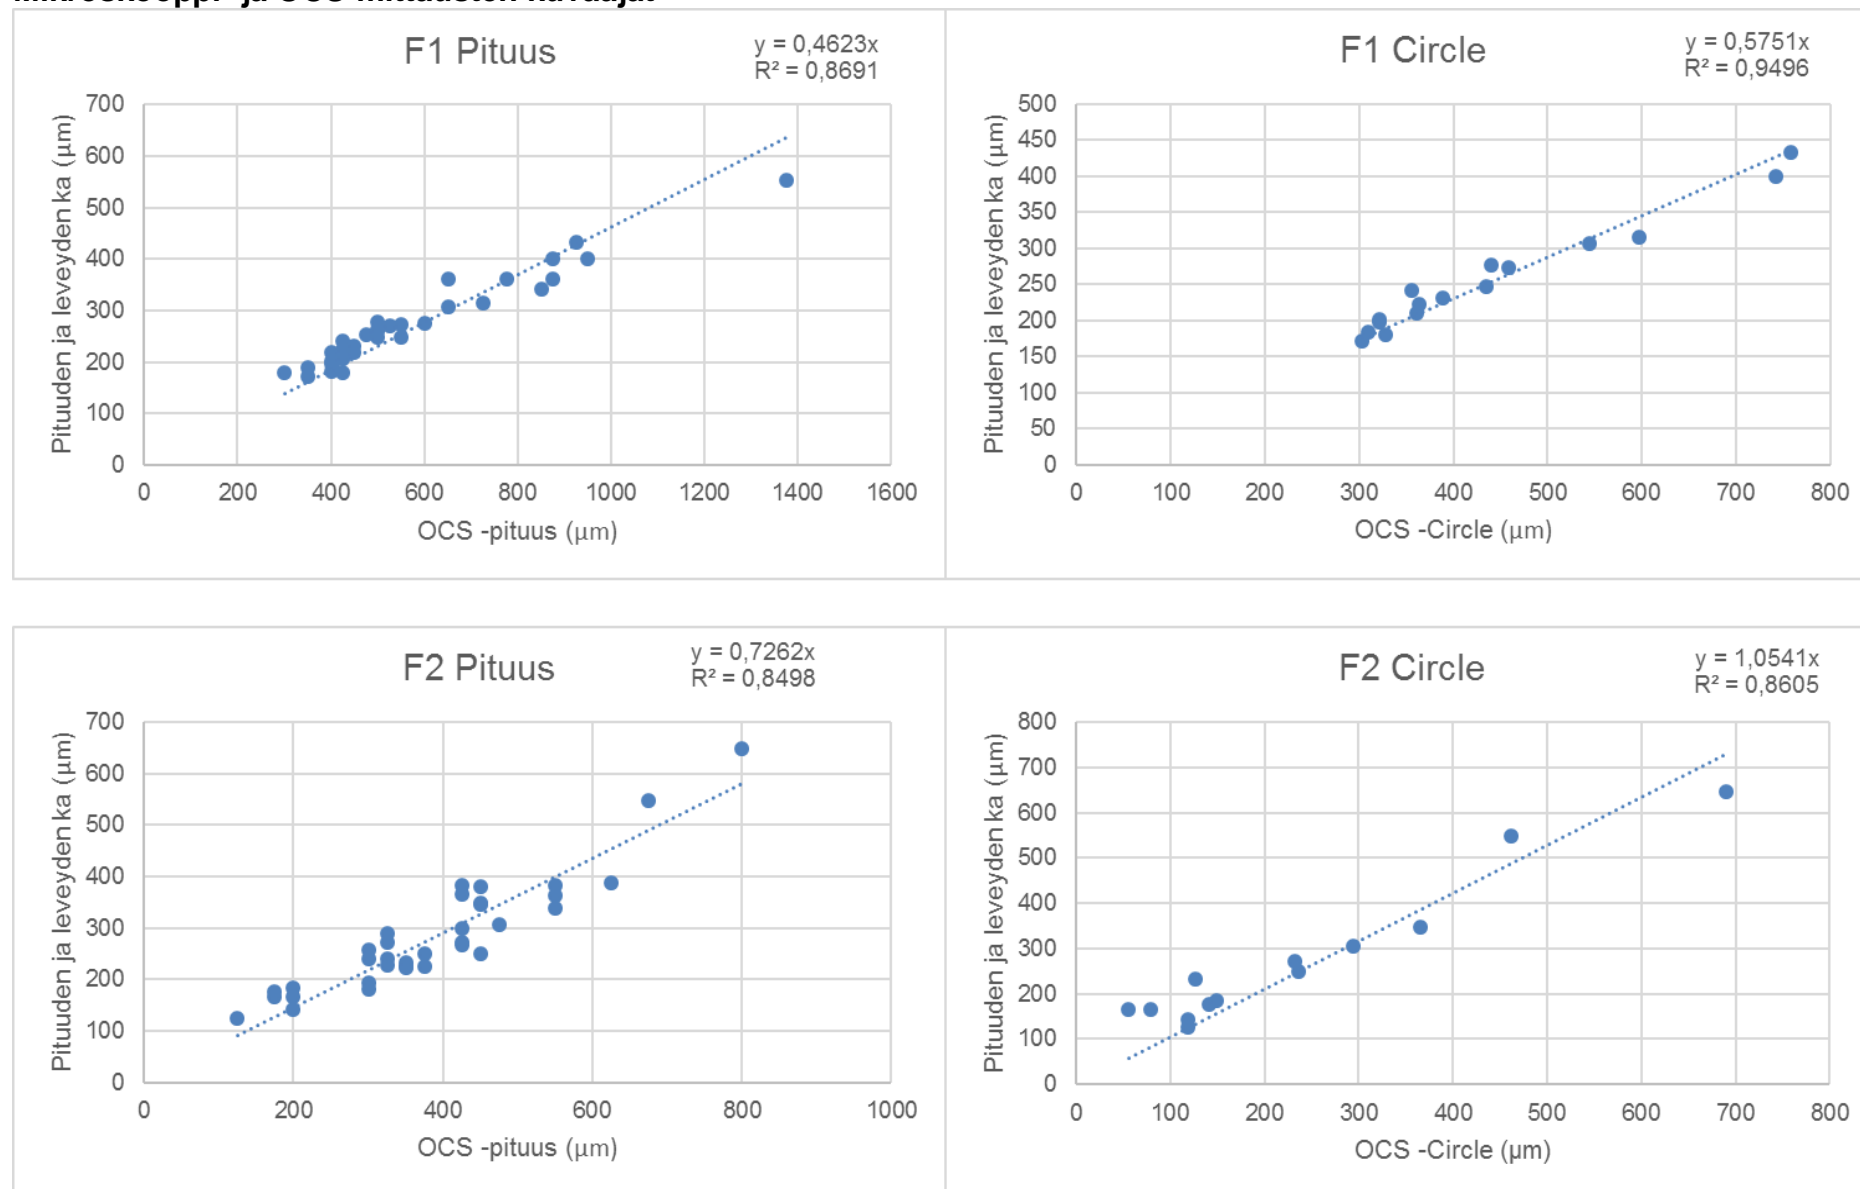 Mikroskooppi- ja OCS-mittausten kuvaajat
F1 Pituus
y = 0,4623x
R² = 0,8691
Pituuden ja leveyden ka (µm)
700
600
500
400
300
200
100
0
0 200 400 600 800 1000 1200 1400 1600
OCS -pituus (µm)
F1 Circle
y = 0,5751x
R² = 0,9496
Pituuden ja leveyden ka (µm)
500
450
400
350
300
250
200
150
100
50
0
0 100 200 300 400 500 600 700 800
OCS -Circle (µm)
F2 Pituus
y = 0,7262x
R² = 0,8498
Pituuden ja leveyden ka (µm)
700
600
500
400
300
200
100
0
0 200 400 600 800 1000
OCS -pituus (µm)
F2 Circle
y = 1,0541x
R² = 0,8605
Pituuden ja leveyden ka (µm)
800
700
600
500
400
300
200
100
0
0 100 200 300 400 500 600 700 800
OCS -Circle (µm)